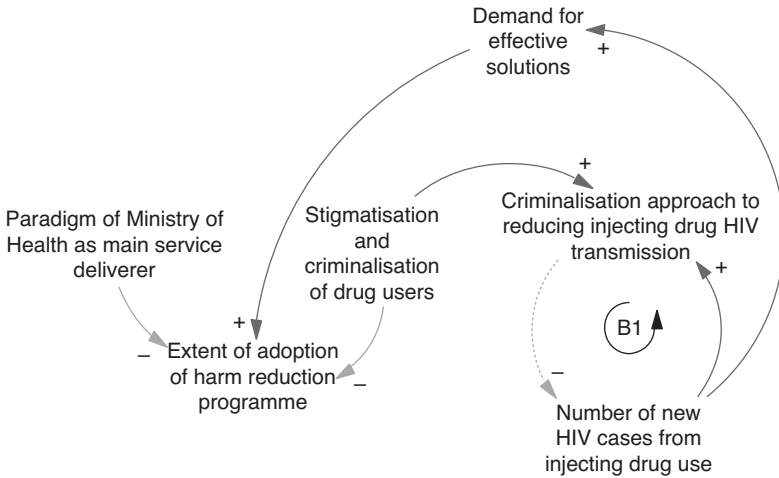 Demand for
effective
solutions
+
+
Criminalisation approach to
reducing injecting drug HIV
transmission
+
Stigmatisation
and
criminalisation
of drug users
Paradigm of Ministry of
Health as main service
deliverer
B1
+
–
Extent of adoption
of harm reduction
programme
–
–
Number of new
HIV cases from
injecting drug use